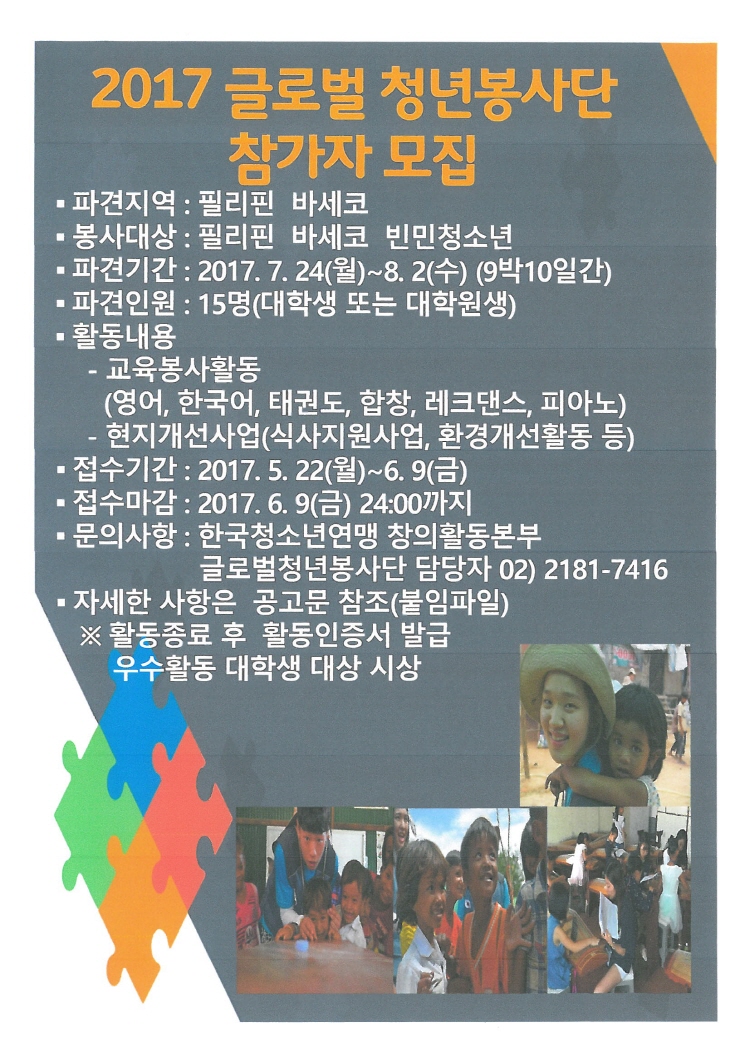 2017 글로벌 청년봉사단
참가자 모집
▪ 파견지역 : 필리핀 바세코
▪ 봉사대상 : 필리핀 바세코 빈민청소년
▪ 파견기간 : 2017. 7. 24(월)~8. 2(수) (9박10일간)
▪ 파견인원 : 15명(대학생 또는 대학원생)
▪ 활동내용
- 교육봉사활동
(영어, 한국어, 태권도, 합창, 레크댄스, 피아노)
- 현지개선사업(식사지원사업, 환경개선활동 등)
▪ 접수기간 : 2017. 5. 22(월)~6. 9(금)
▪ 접수마감 : 2017. 6. 9(금) 24:00까지
▪ 문의사항 : 한국청소년연맹 창의활동본부
글로벌청년봉사단 담당자 02) 2181-7416
▪ 자세한 사항은 공고문 참조(붙임파일)
※ 활동종료 후 활동인증서 발급
우수활동 대학생 대상 시상